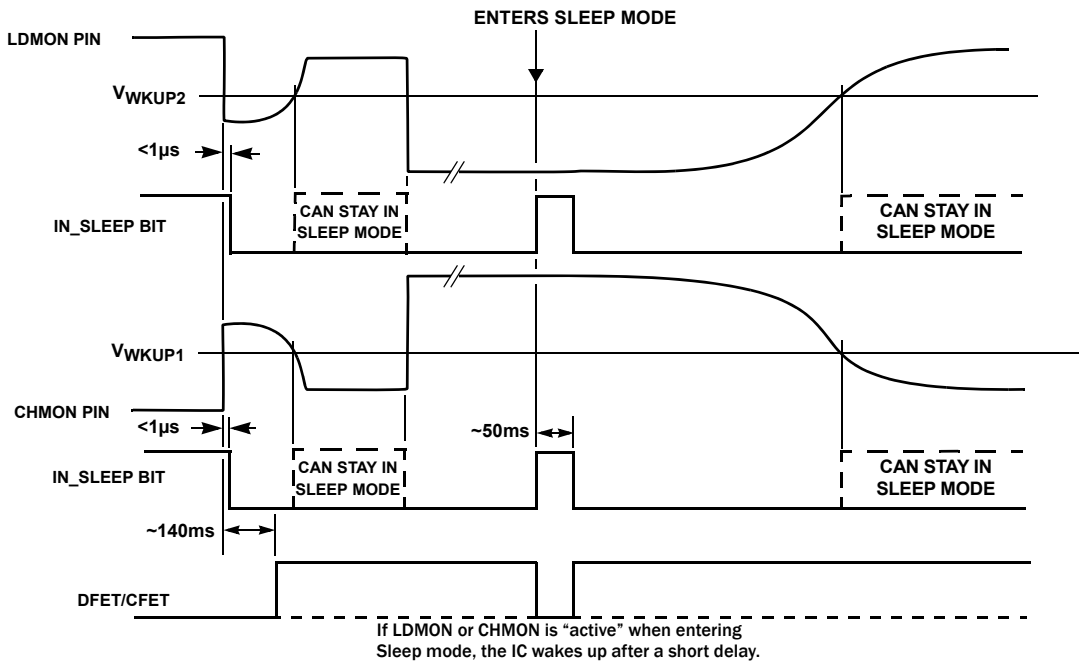 ENTERS SLEEP MODE
LDMON PIN
VWKUP2
<1µs
IN_SLEEP BIT
CAN STAY IN
SLEEP MODE
CAN STAY IN
SLEEP MODE
VWKUP1
CHMON PIN
<1µs
~50ms
IN_SLEEP BIT
CAN STAY IN
SLEEP MODE
CAN STAY IN
SLEEP MODE
~140ms
DFET/CFET
If LDMON or CHMON is “active” when entering
Sleep mode, the IC wakes up after a short delay.